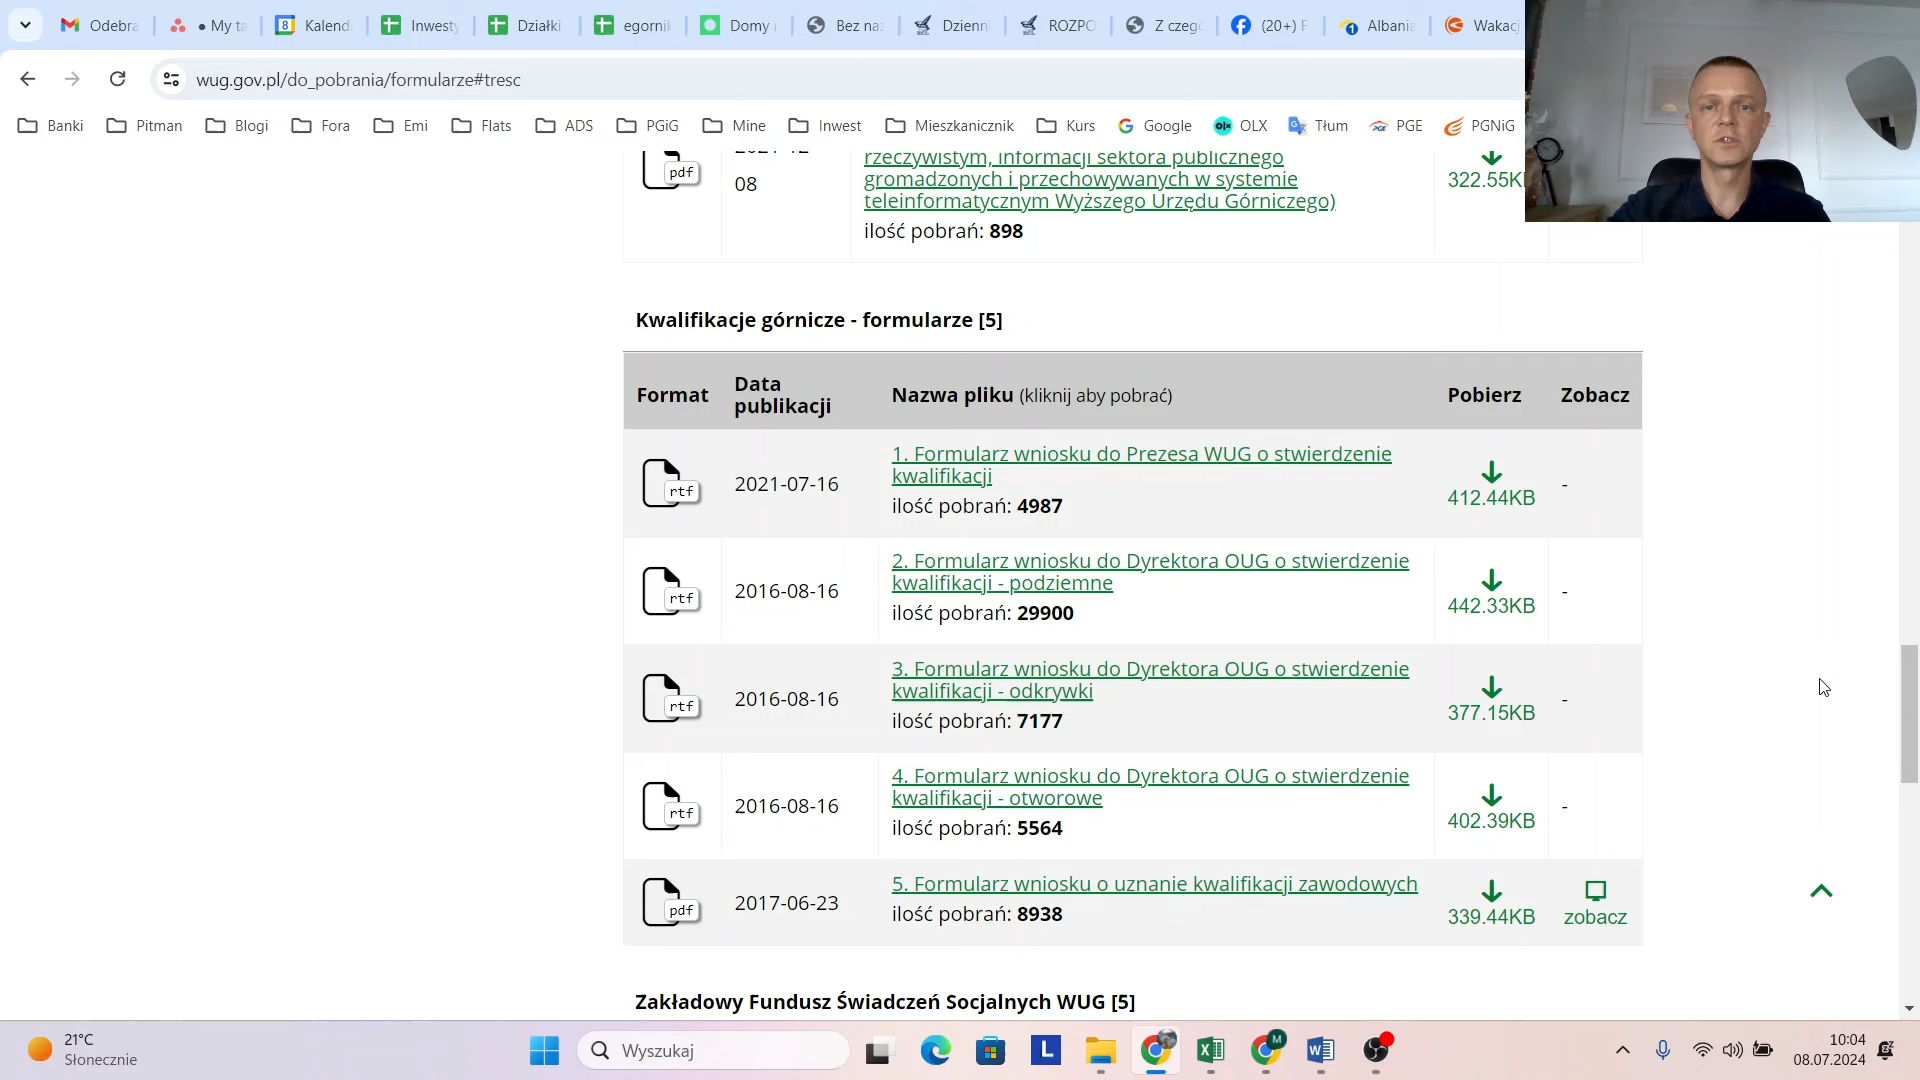 Odebra
• My ta
Kalend
Inwesty
Działki
egornik
Domy
Bez naz
Dzienn
ROZPO
Z czeg
(20+) F
Albania
Wakacj
wug.gov.pl/do_pobrania/formularze#tresc
Banki
Pitman
Blogi
Fora
Emi
Flats
ADS
PGiG
Mine
Inwest
Mieszkanicznik
Kurs
Google
OLX
Tłum
PGE
PGNiG
pdf
08
rzeczywistym, informacji sektora publicznego
gromadzonych i przechowywanych w systemie
teleinformatycznym Wyższego Urzędu Górniczego)
ilość pobrań: 898
322.55K
Kwalifikacje górnicze - formularze [5]
Format
Data
publikacji
Nazwa pliku (kliknij aby pobrać)
Pobierz
Zobacz
rtf
2021-07-16
1. Formularz wniosku do Prezesa WUG o stwierdzenie
kwalifikacji
ilość pobrań: 4987
412.44KB
-
rtf
2016-08-16
2. Formularz wniosku do Dyrektora OUG o stwierdzenie
kwalifikacji - podziemne
ilość pobrań: 29900
442.33KB
-
rtf
2016-08-16
3. Formularz wniosku do Dyrektora OUG o stwierdzenie
kwalifikacji - odkrywki
ilość pobrań: 7177
377.15KB
-
rtf
2016-08-16
4. Formularz wniosku do Dyrektora OUG o stwierdzenie
kwalifikacji - otworowe
ilość pobrań: 5564
402.39KB
-
pdf
2017-06-23
5. Formularz wniosku o uznanie kwalifikacji zawodowych
ilość pobrań: 8938
339.44KB
zobacz
Zakładowy Fundusz Świadczeń Socjalnych WUG [5]
21°C
Słonecznie
Wyszukaj
10:04
08.07.2024